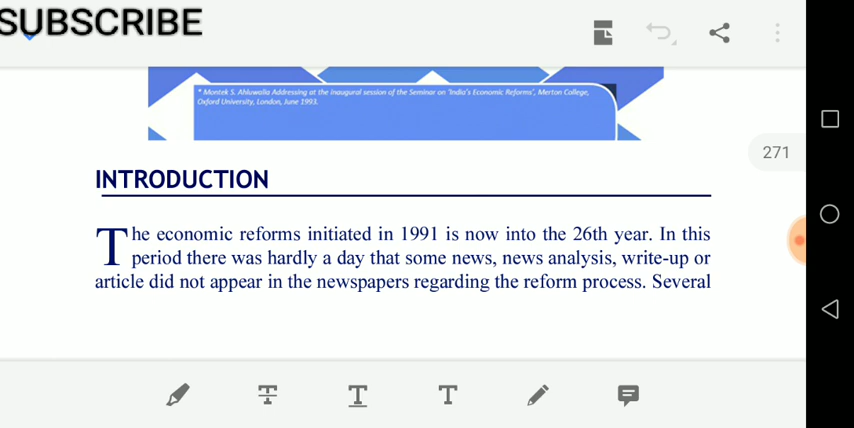 SUBSCRIBE
* Montek S. Ahluwalia Addressing at the inaugural session of the Seminar on 'India's Economic Reforms', Merton College,
Oxford University, London, June 1993.
271
INTRODUCTION
The economic reforms initiated in 1991 is now into the 26th year. In this
period there was hardly a day that some news, news analysis, write-up or
article did not appear in the newspapers regarding the reform process. Several